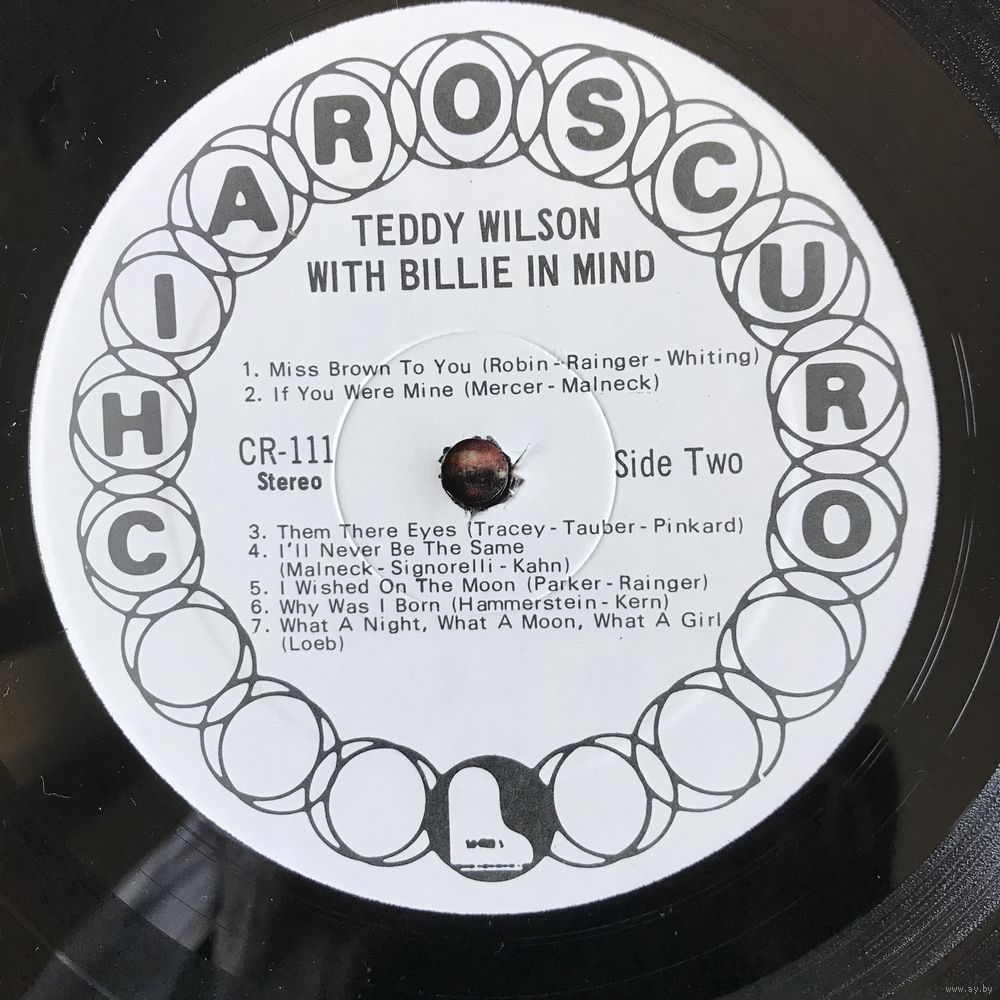 CHIAROSCURO
TEDDY WILSON
WITH BILLIE IN MIND
1. Miss Brown To You (Robin-Rainger-Whiting)
2. If You Were Mine (Mercer-Malneck)
CR-111
Stereo
Side Two
3. Them There Eyes (Tracey-Tauber-Pinkard)
4. I'll Never Be The Same
(Malneck-Signorelli-Kahn)
5. I Wished On The Moon (Parker-Rainger)
6. Why Was I Born (Hammerstein-Kern)
7. What A Night, What A Moon, What A Girl
(Loeb)
www.ay.by